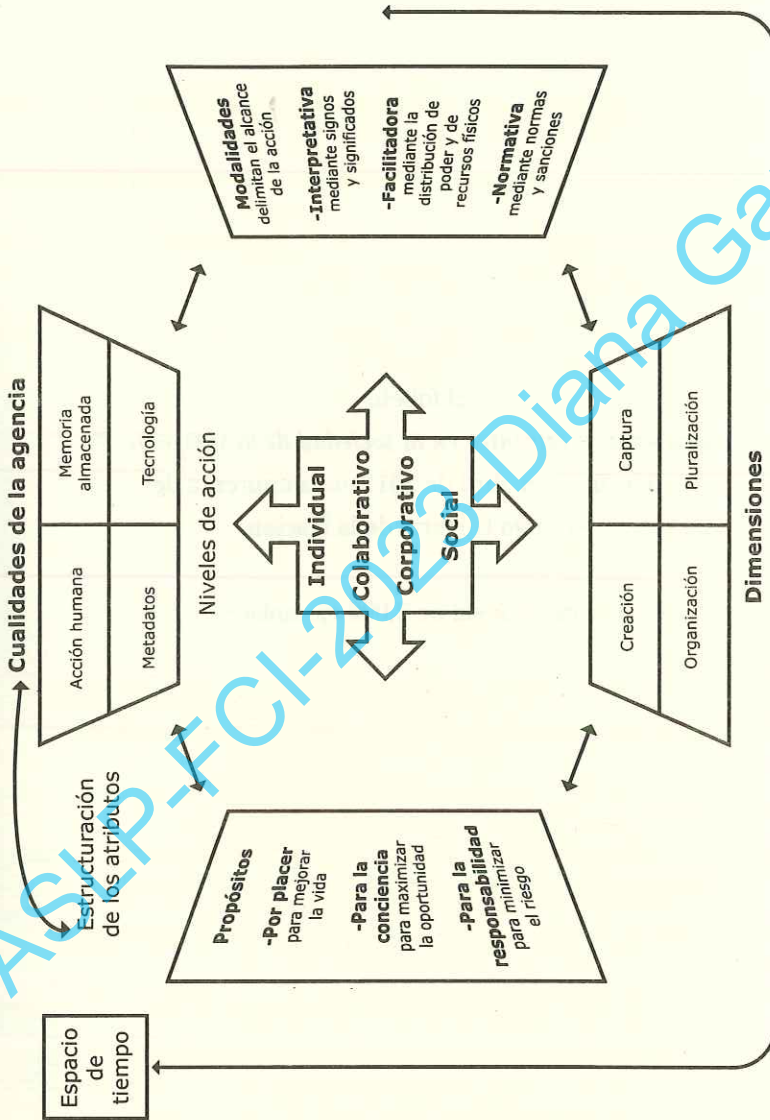 Espacio
de
tiempo
Estructuración
de los atributos
Cualidades de la agencia
Acción humana
Memoria
almacenada
Metadatos
Tecnología
Niveles de acción
Propósitos
-Por placer
para mejorar
la vida
-Para la
conciencia
para maximizar
la oportunidad
-Para la
responsabilidad
para minimizar
el riesgo
Individual
Colaborativo
Corporativo
Social
Modalidades
delimitan el alcance
de la acción
-Interpretativa
mediante signos
y significados
-Facilitadora
mediante la
distribución de
poder y de
recursos físicos
-Normativa
mediante normas
y sanciones
Creación
Captura
Organización
Pluralización
Dimensiones
ASLP-FCI-2023-Diana Ga